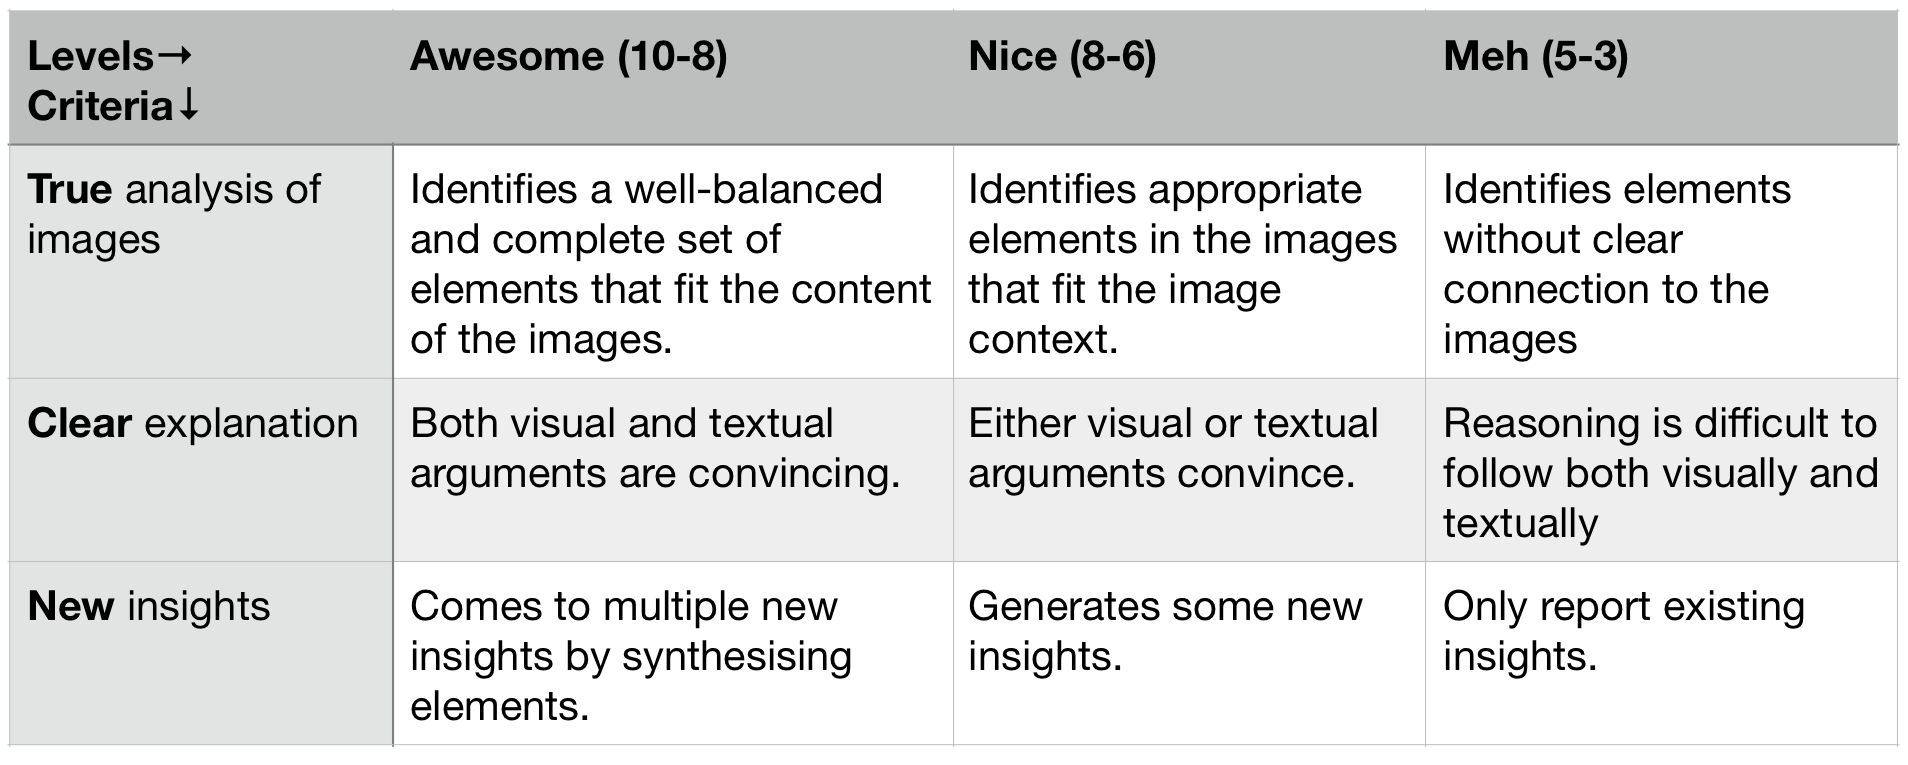 Levels→ Awesome (10-8) Nice (8-6) Meh (5-3)
Criteria↓
True analysis of
images
Identifies a well-balanced
and complete set of
elements that fit the content
of the images.
Identifies appropriate
elements in the images
that fit the image
context.
Identifies elements
without clear
connection to the
images
Clear explanation
Both visual and textual
arguments are convincing.
Either visual or textual
arguments convince.
Reasoning is difficult to
follow both visually and
textually
New insights
Comes to multiple new
insights by synthesising
elements.
Generates some new
insights.
Only report existing
insights.